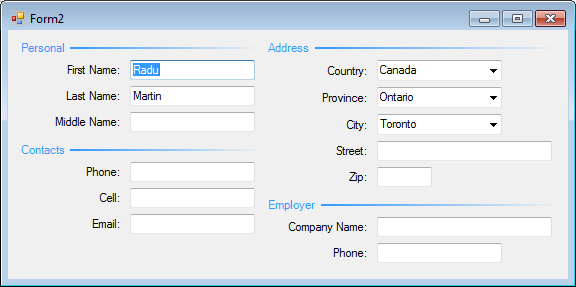 Form2
Personal
First Name: Radu
Last Name: Martin
Middle Name:
Contacts
Phone:
Cell:
Email:
Address
Country: Canada
Province: Ontario
City: Toronto
Street:
Zip:
Employer
Company Name:
Phone: